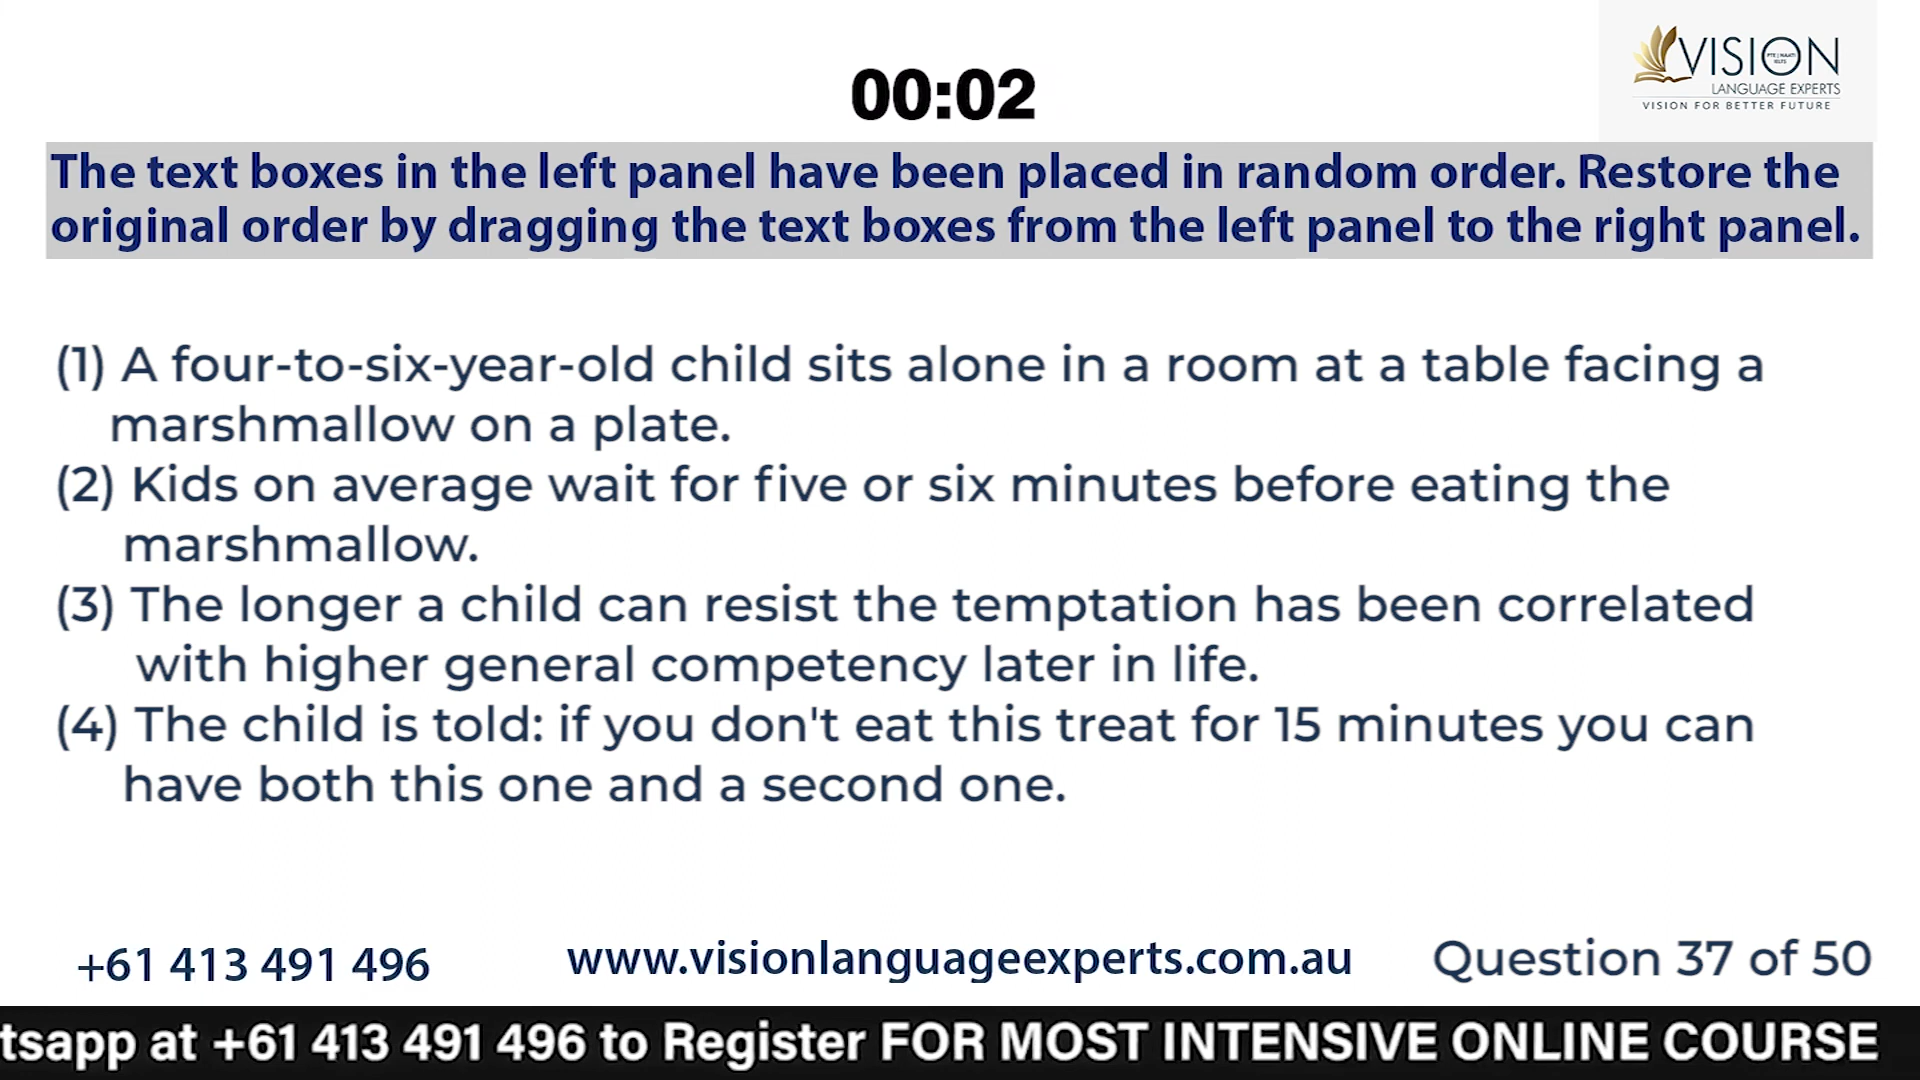 VISION
PTE | NAATI
IELTS
LANGUAGE EXPERTS
VISION FOR BETTER FUTURE
00:02
The text boxes in the left panel have been placed in random order. Restore the
original order by dragging the text boxes from the left panel to the right panel.
(1) A four-to-six-year-old child sits alone in a room at a table facing a
marshmallow on a plate.
(2) Kids on average wait for five or six minutes before eating the
marshmallow.
(3) The longer a child can resist the temptation has been correlated
with higher general competency later in life.
(4) The child is told: if you don't eat this treat for 15 minutes you can
have both this one and a second one.
+61 413 491 496
www.visionlanguageexperts.com.au
Question 37 of 50
tsapp at +61 413 491 496 to Register FOR MOST INTENSIVE ONLINE COURSE